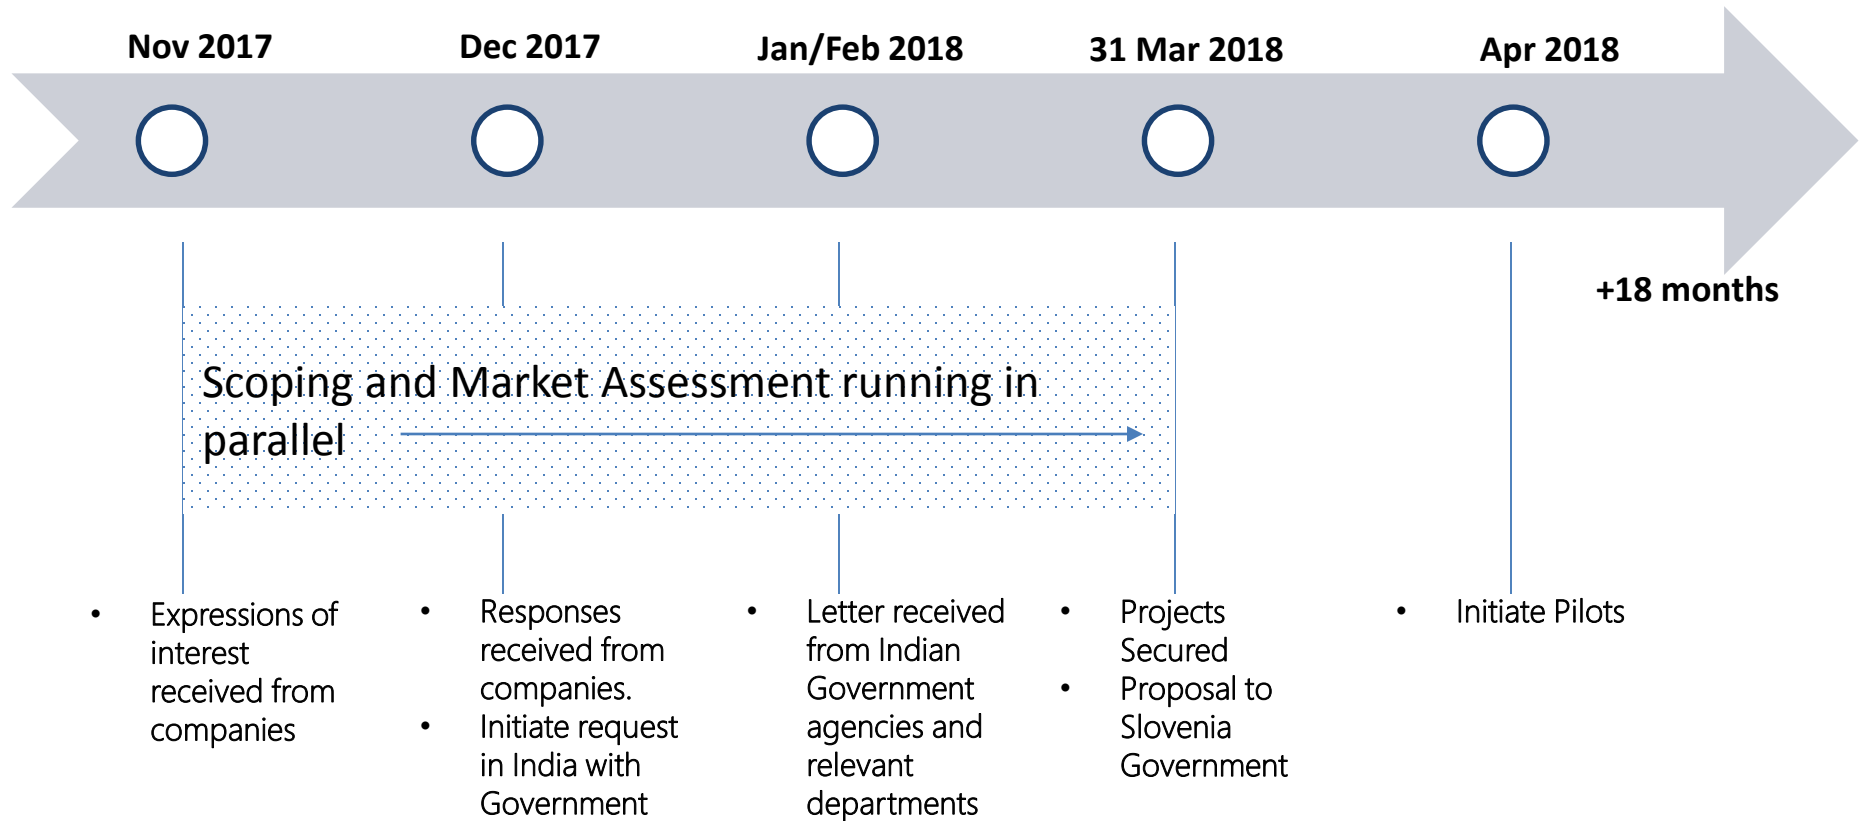 Nov 2017
Dec 2017
Jan/Feb 2018
31 Mar 2018
Apr 2018
+18 months
Scoping and Market Assessment running in
parallel
• Expressions of
interest
received from
companies
• Responses
received from
companies.
• Initiate request
in India with
Government
• Letter received
from Indian
Government
agencies and
relevant
departments
• Projects
Secured
• Proposal to
Slovenia
Government
• Initiate Pilots